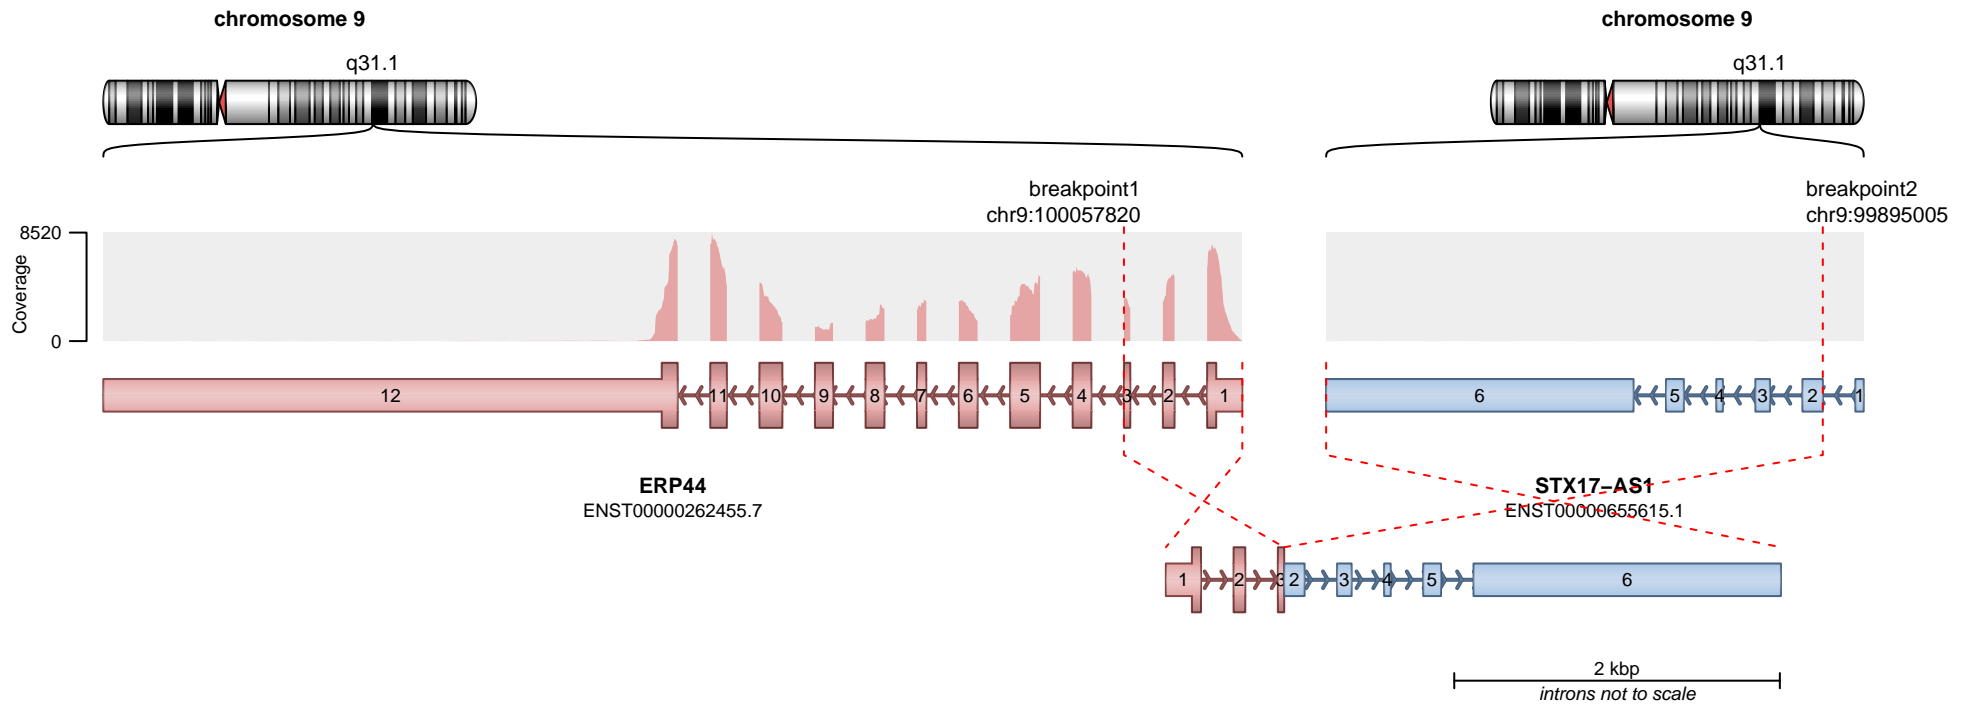 chromosome 9
chromosome 9
q31.1
q31.1
breakpoint1
chr9:100057820
breakpoint2
chr9:99895005
8520
Coverage
0
12 11 10 9 8 7 6 5 4 3 2 1
6 5 4 3 2 1
ERP44
ENST00000262455.7
STX17−AS1
ENST00000655615.1
1 2 3 2 3 4 5 6
2 kbp
introns not to scale